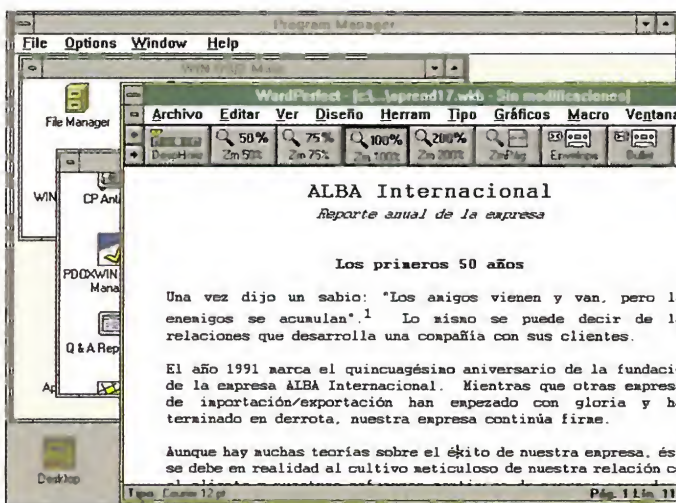 Program Manager
File Options Window Help
WordPerfect - [c:\...\aprend17.wkb - Sin modificaciones]
Archivo Editar Ver Diseño Herram Tipo Gráficos Macro Ventana
File Manager
50% 75% 100% 200%
Zm 50% Zm 75% Zm 100% Zm 200% ZmPág Envelope Bullet
WIN
CP Anti
PDOXWIN
Mana
Q & A Rep
Ap
Desktop
ALBA Internacional
Reporte anual de la empresa
Los primeros 50 años
Una vez dijo un sabio: "Los amigos vienen y van, pero l
enemigos se acumulan".1 Lo mismo se puede decir de l
relaciones que desarrolla una compañía con sus clientes.
El año 1991 marca el quincuagésimo aniversario de la fundaci
de la empresa ALBA Internacional. Mientras que otras empres
de importación/exportación han empezado con gloria y h
terminado en derrota, nuestra empresa continúa firme.
Aunque hay muchas teorías sobre el éxito de nuestra empresa, és
se debe en realidad al cultivo meticuloso de nuestra relación c
Tipo Courier 12 pt Pág. 1 Lín. 11